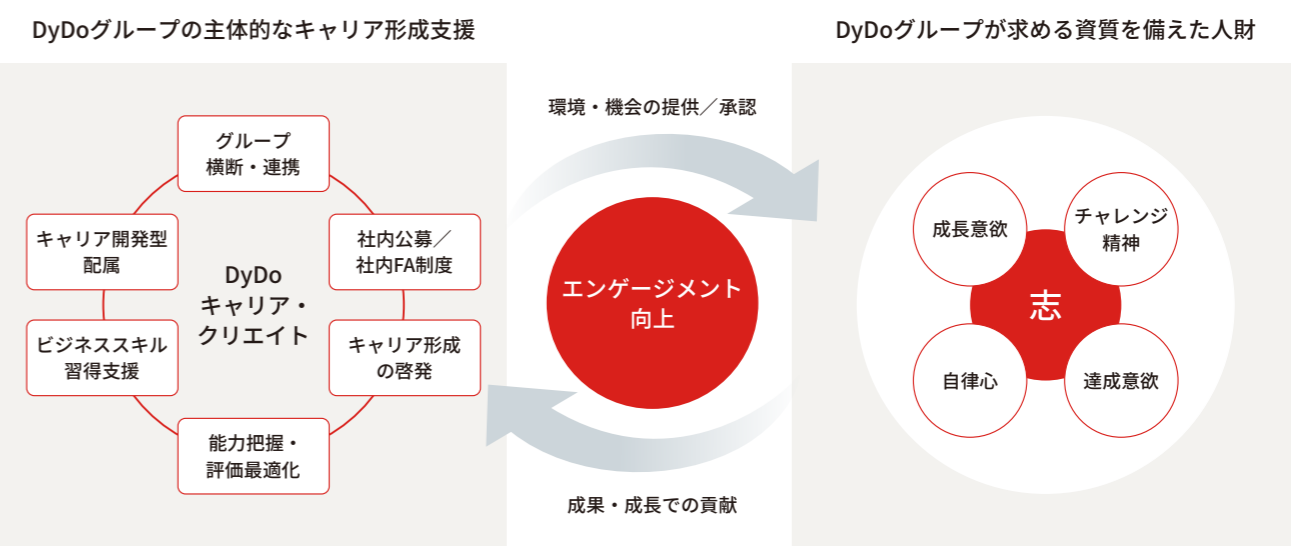 DyDoグループの主体的なキャリア形成支援
グループ
横断・連携
キャリア開発型
配属
社内公募／
社内FA制度
DyDo
キャリア・
クリエイト
ビジネススキル
習得支援
キャリア形成
の啓発
能力把握・
評価最適化
環境・機会の提供／承認
エンゲージメント
向上
成果・成長での貢献
DyDoグループが求める資質を備えた人財
成長意欲
チャレンジ
精神
志
自律心
達成意欲